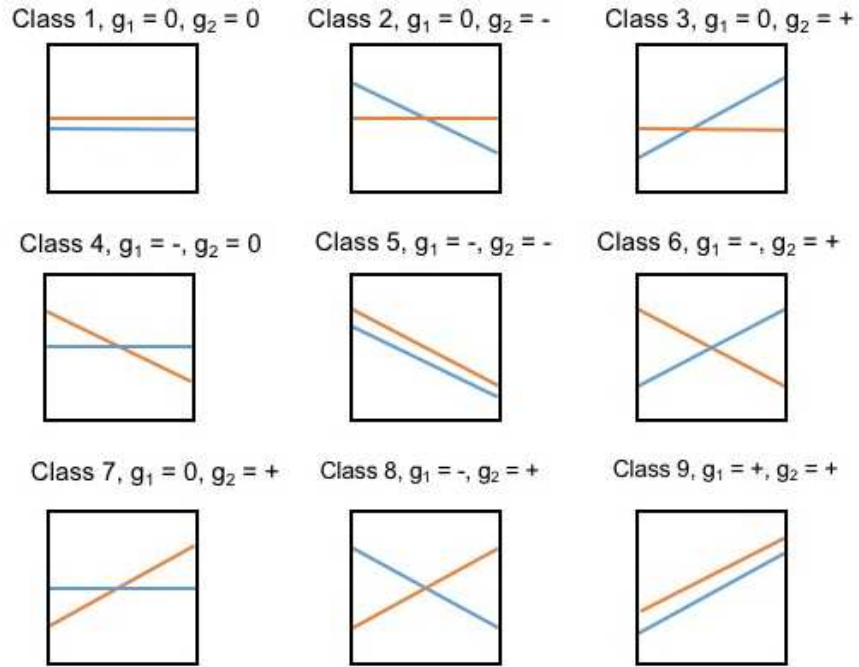 Class 1, g₁ = 0, g₂ = 0
Class 2, g₁ = 0, g₂ = -
Class 3, g₁ = 0, g₂ = +
Class 4, g₁ = -, g₂ = 0
Class 5, g₁ = -, g₂ = -
Class 6, g₁ = -, g₂ = +
Class 7, g₁ = 0, g₂ = +
Class 8, g₁ = -, g₂ = +
Class 9, g₁ = +, g₂ = +